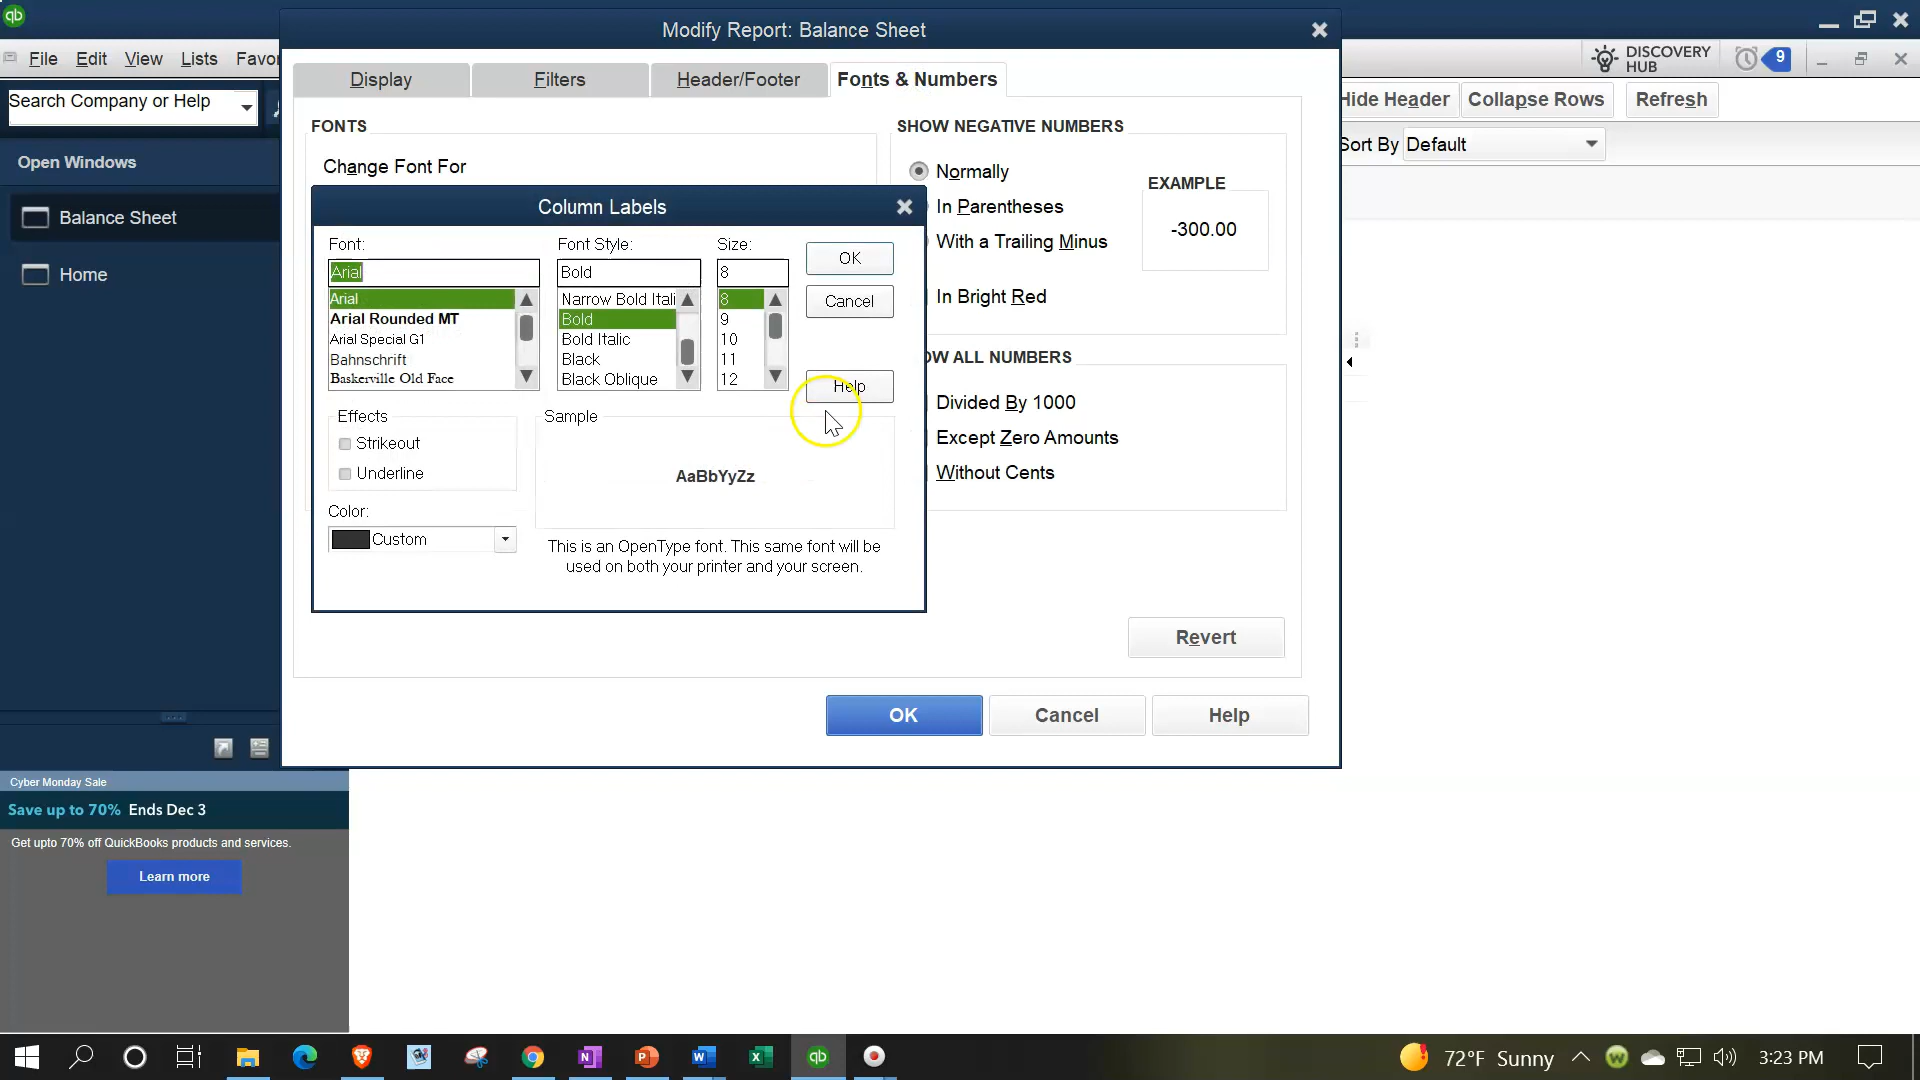 qb
Modify Report: Balance Sheet
File Edit View Lists Favor
DISCOVERY
HUB
9
Search Company or Help
Display Filters Header/Footer Fonts & Numbers
Hide Header Collapse Rows Refresh
FONTS
SHOW NEGATIVE NUMBERS
Sort By Default
Open Windows
Change Font For
Normally
EXAMPLE
In Parentheses
-300.00
With a Trailing Minus
In Bright Red
Balance Sheet
Home
Column Labels
Font: Font Style: Size:
Arial Bold 8 OK
Arial Narrow Bold Itali 8 Cancel
Arial Rounded MT Bold 9
Arial Special G1 Bold Italic 10
Bahnschrift Black 11
Baskerville Old Face Black Oblique 12
Help
OW ALL NUMBERS
Divided By 1000
Except Zero Amounts
Without Cents
Effects Sample
Strikeout
Underline
AaBbYyZz
Color:
Custom
This is an OpenType font. This same font will be
used on both your printer and your screen.
Revert
OK Cancel Help
Cyber Monday Sale
Save up to 70% Ends Dec 3
Get upto 70% off QuickBooks products and services.
Learn more
72°F Sunny 3:23 PM